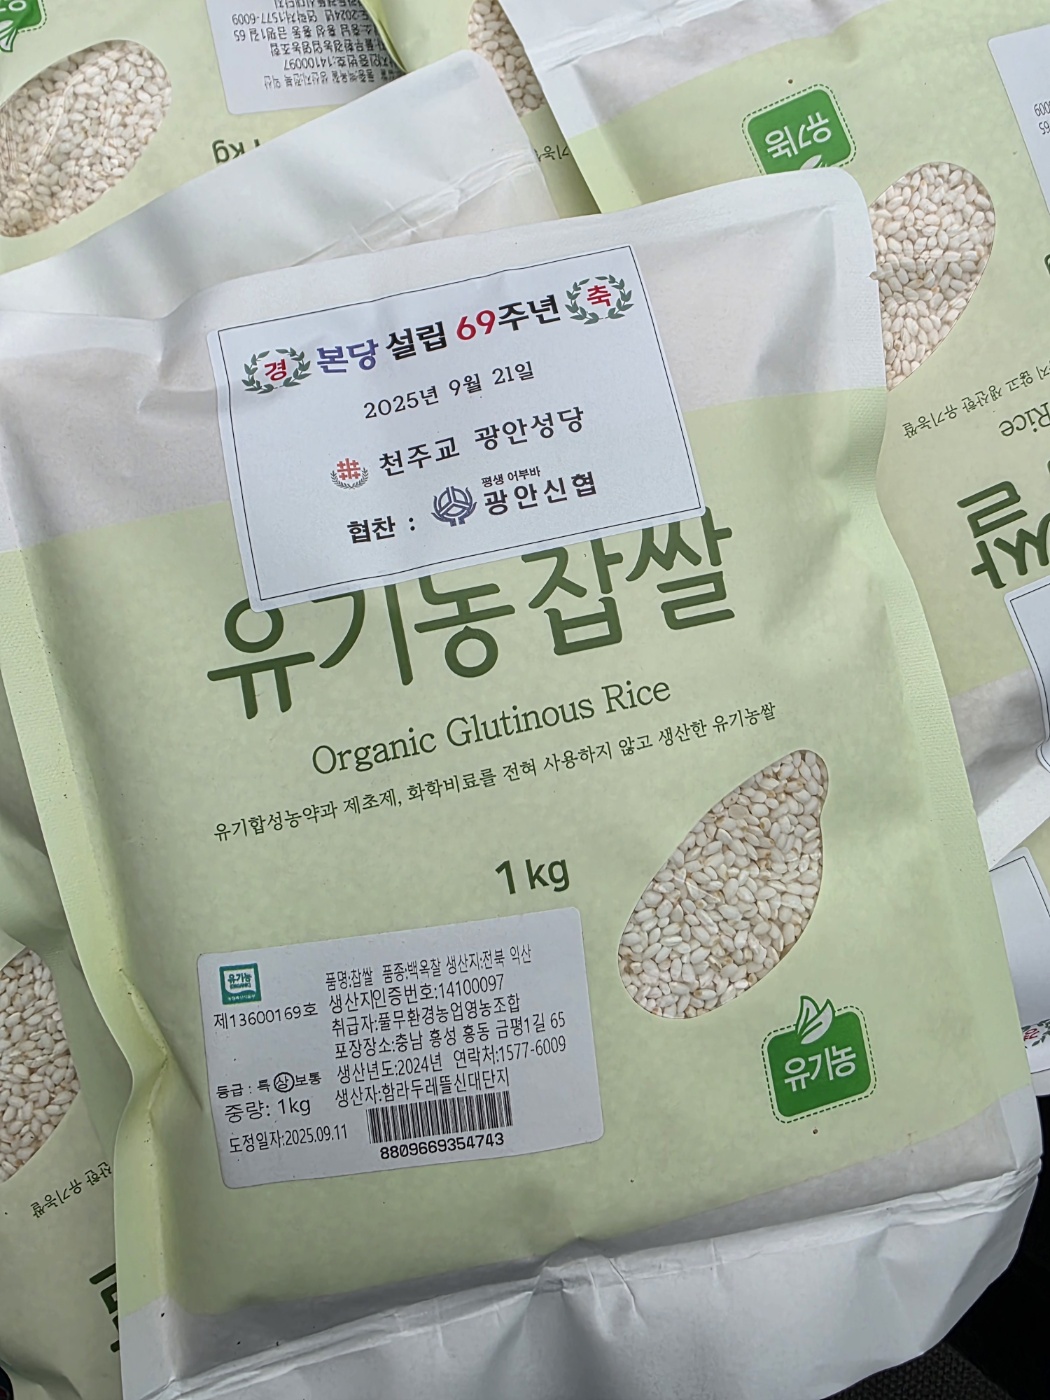 경 본당 설립 69주년 축
2025년 9월 21일
천주교 광안성당
평생 어부바
협찬 : 광안신협
유기농찹쌀
Organic Glutinous Rice
유기합성농약과 제초제, 화학비료를 전혀 사용하지 않고 생산한 유기농쌀
1kg
유기농
제13600169호
등급 : 특 상 보통
중량: 1kg
도정일자:2025.09.11
품명:찹쌀 품종:백옥찰 생산지:전북 익산
생산자인증번호:14100097
취급자:풀무환경농업영농조합
포장장소:충남 홍성 홍동 금평1길 65
생산년도:2024년 연락처:1577-6009
생산자:함라두레뜰신대단지
8809669354743
유기농
유기농
1kg